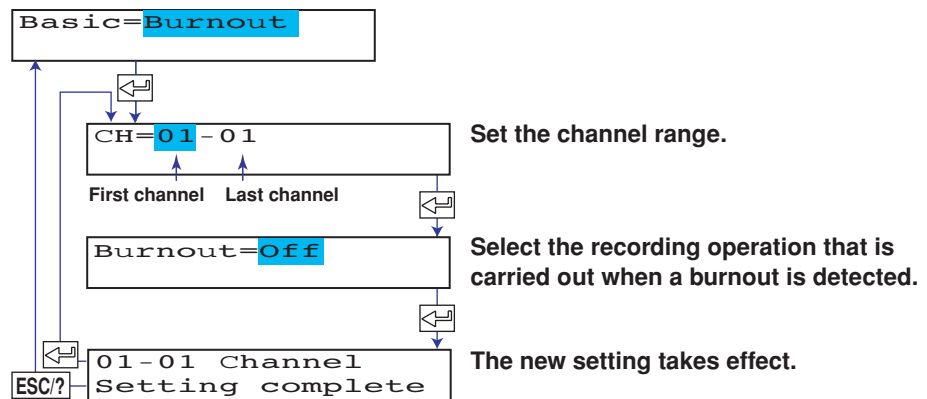 Basic=Burnout
CH=01-01
Set the channel range.
First channel Last channel
Burnout=Off
Select the recording operation that is
carried out when a burnout is detected.
01-01 Channel
Setting complete
The new setting takes effect.
ESC/?